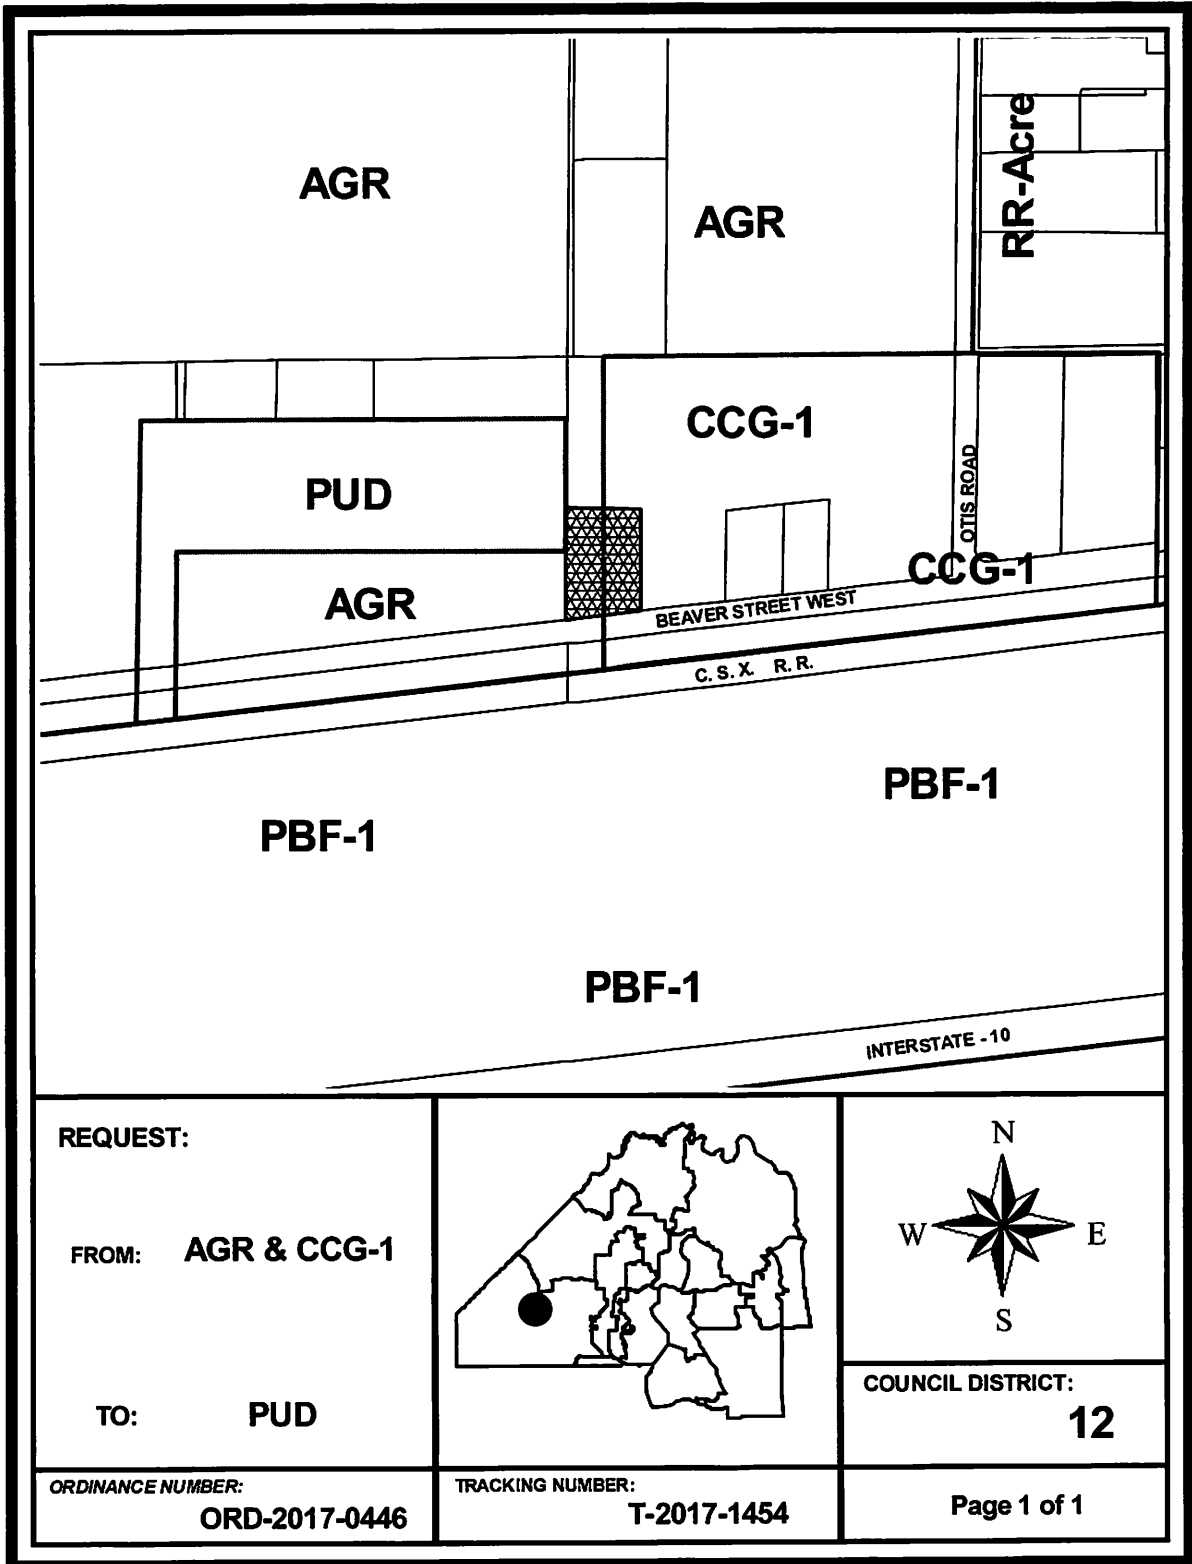 AGR
AGR
RR-Acre
CCG-1
PUD
OTIS ROAD
AGR
CCG-1
BEAVER STREET WEST
C. S. X. R. R.
PBF-1
PBF-1
PBF-1
INTERSTATE - 10
REQUEST:
FROM: AGR & CCG-1
TO: PUD
N
W E
S
COUNCIL DISTRICT:
12
ORDINANCE NUMBER:
ORD-2017-0446
TRACKING NUMBER:
T-2017-1454
Page 1 of 1